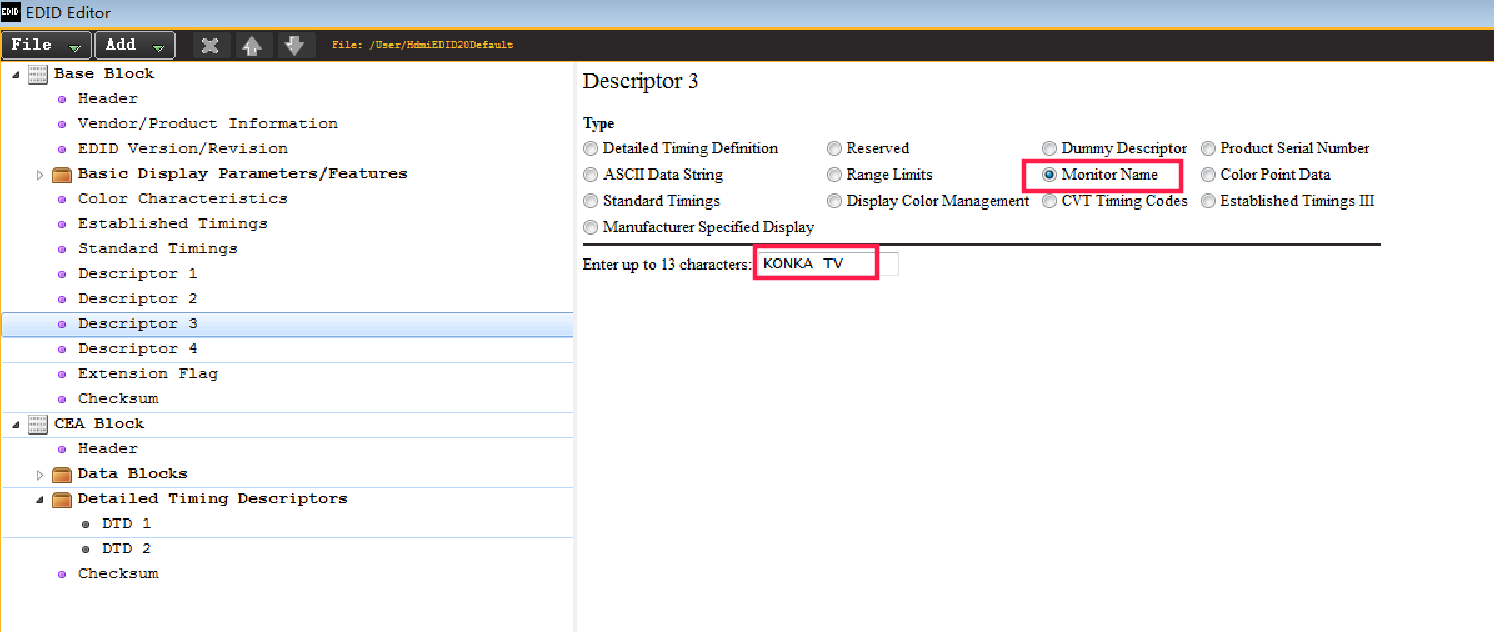 EDID EDID Editor
File Add File: /User/HdmiEDID20Default
Base Block
Header
Vendor/Product Information
EDID Version/Revision
Basic Display Parameters/Features
Color Characteristics
Established Timings
Standard Timings
Descriptor 1
Descriptor 2
Descriptor 3
Descriptor 4
Extension Flag
Checksum
CEA Block
Header
Data Blocks
Detailed Timing Descriptors
DTD 1
DTD 2
Checksum
Descriptor 3
Type
Detailed Timing Definition Reserved Dummy Descriptor Product Serial Number
ASCII Data String Range Limits Monitor Name Color Point Data
Standard Timings Display Color Management CVT Timing Codes Established Timings III
Manufacturer Specified Display
Enter up to 13 characters: KONKA TV